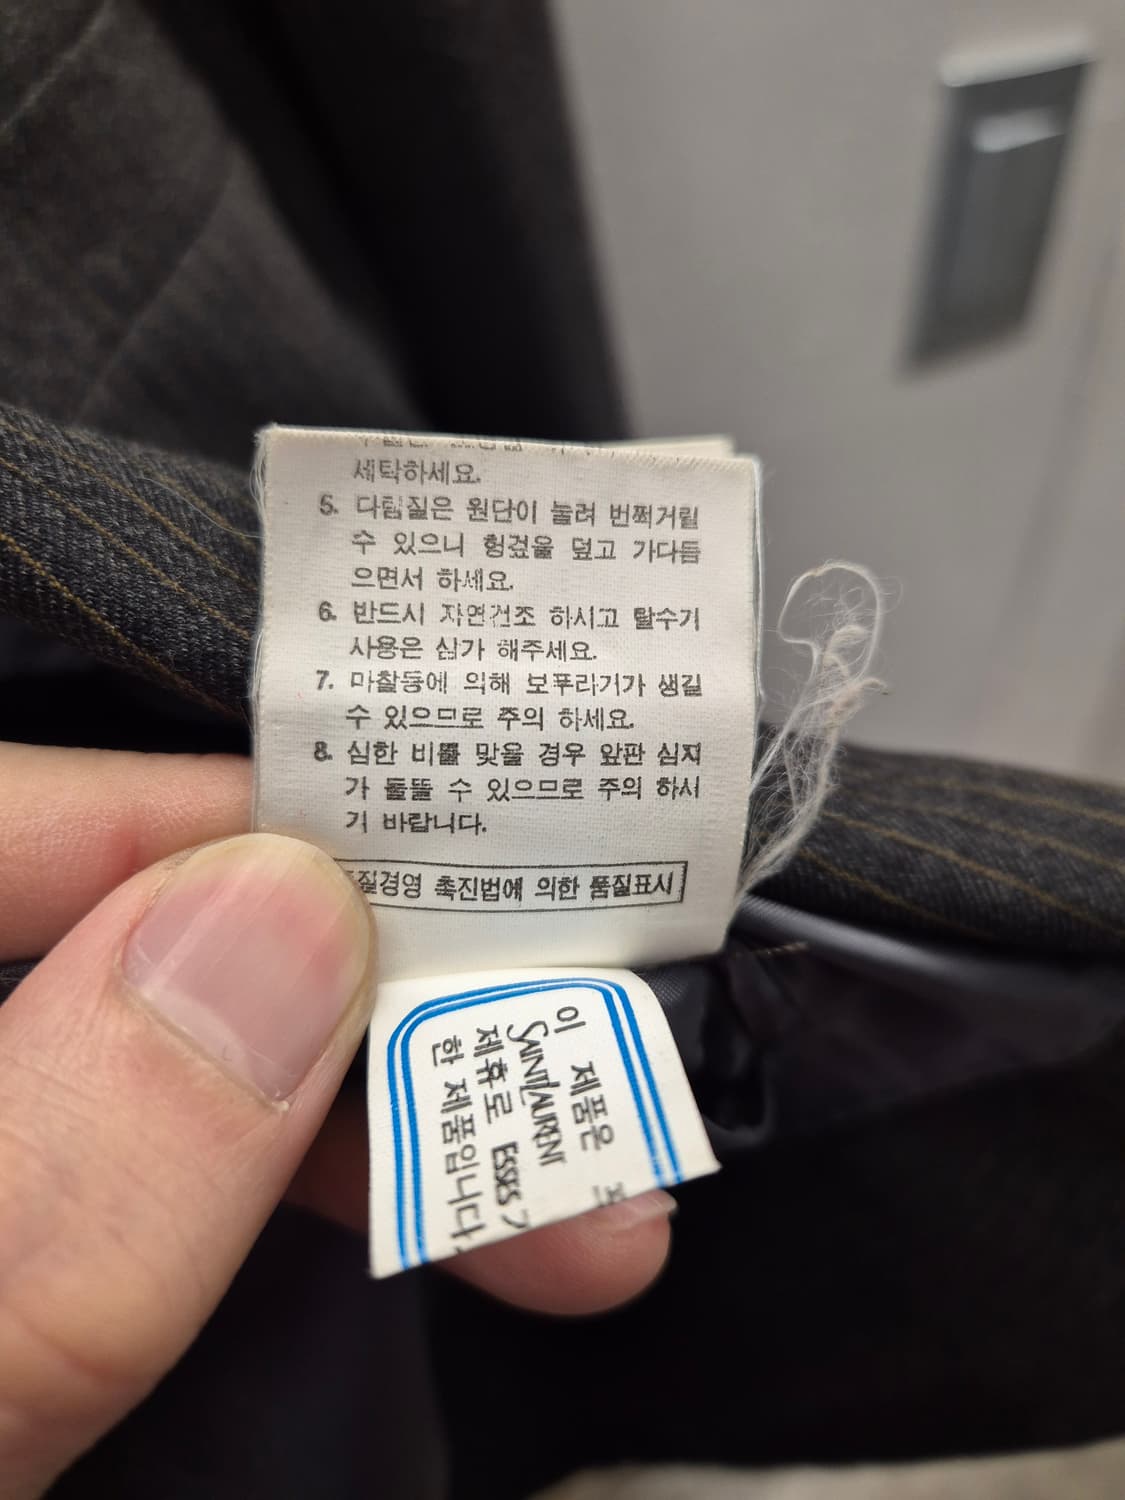 세탁하세요.
5. 다림질은 원단이 눌려 번쩍거릴
수 있으니 헝겊을 덮고 가다듬
으면서 하세요.
6. 반드시 자연건조 하시고 탈수기
사용은 삼가 해주세요.
7. 마찰등에 의해 보푸라기가 생길
수 있으므로 주의 하세요.
8. 심한 비를 맞을 경우 앞판 심지
가 돌뜰 수 있으므로 주의 하시
기 바랍니다.
질경영 촉진법에 의한 품질표시
이 제품은
SAINT LAURENT
제휴로 ESSES
한 제품입니다.